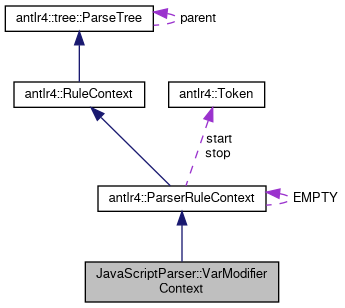 antlr4::tree::ParseTree
parent
antlr4::RuleContext
antlr4::Token
start
stop
antlr4::ParserRuleContext
EMPTY
JavaScriptParser::VarModifier
Context